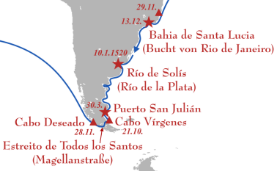 29.11.
13.12.
Bahia de Santa Lucia
(Bucht von Rio de Janeiro)
10.1.1520
Río de Solís
(Río de la Plata)
30.3.
Puerto San Julián
Cabo Deseado
Cabo Vírgenes
28.11.
21.10.
Estreito de Todos los Santos
(Magellanstraße)